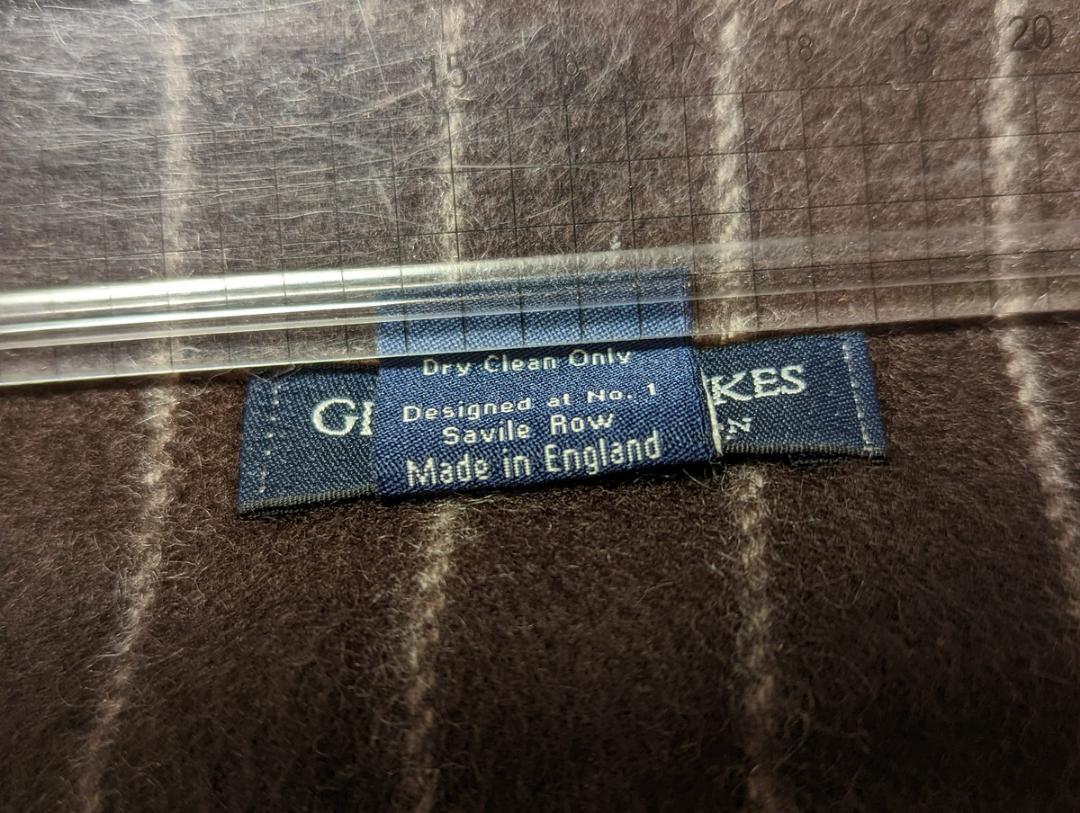 15 16 17 18 19 20
Dry Clean Only
GI KES
Designed at No. 1
Savile Row
N
Made in England